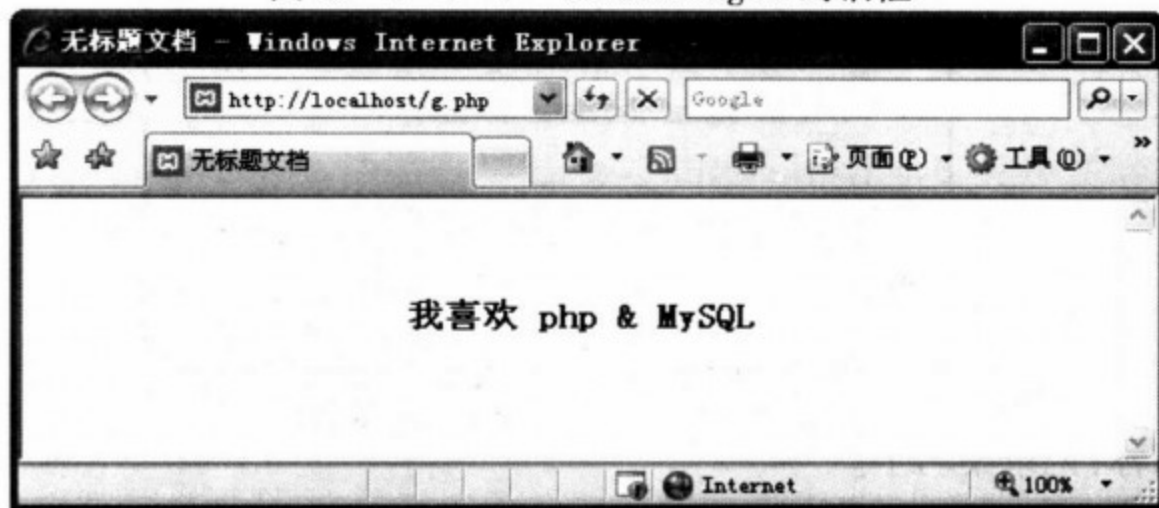 无标题文档 - Windows Internet Explorer
http://localhost/g.php
Google
无标题文档
页面(P)
工具(O)
»
我喜欢 php & MySQL
Internet
100%